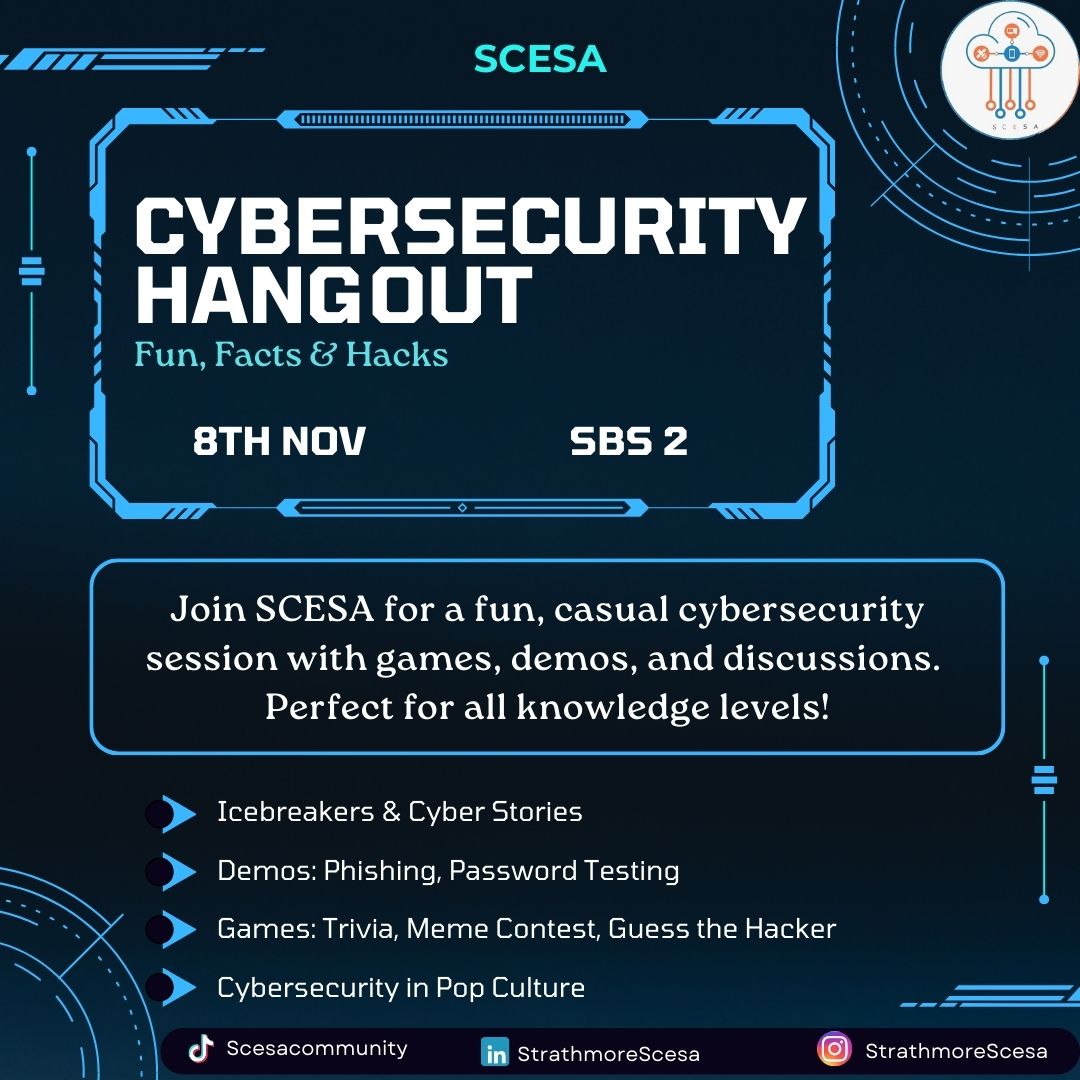 SCESA
SCESA
CYBERSECURITY
HANGOUT
Fun, Facts & Hacks
8TH NOV SBS 2
Join SCESA for a fun, casual cybersecurity
session with games, demos, and discussions.
Perfect for all knowledge levels!
Icebreakers & Cyber Stories
Demos: Phishing, Password Testing
Games: Trivia, Meme Contest, Guess the Hacker
Cybersecurity in Pop Culture
Scesacommunity StrathmoreScesa StrathmoreScesa